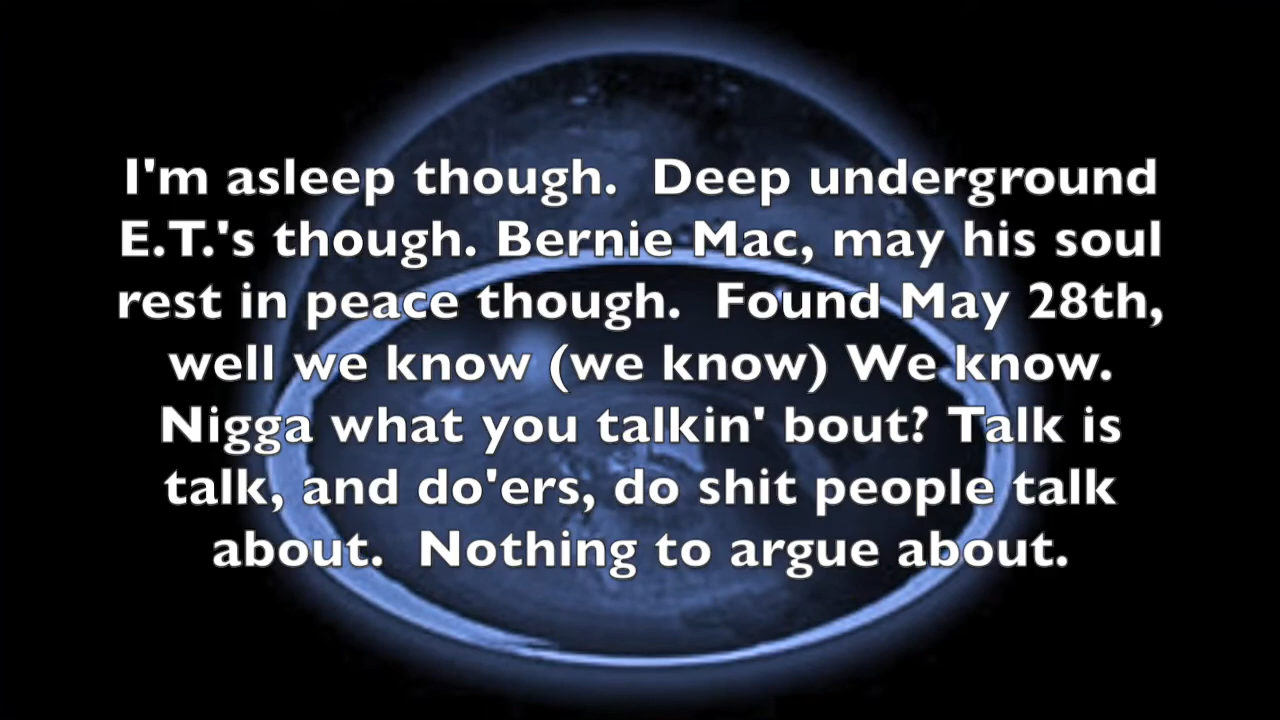 I'm asleep though.  Deep underground
E.T.'s though. Bernie Mac, may his soul
rest in peace though.  Found May 28th,
well we know (we know) We know.
Nigga what you talkin' bout? Talk is
talk, and do'ers, do shit people talk
about.  Nothing to argue about.